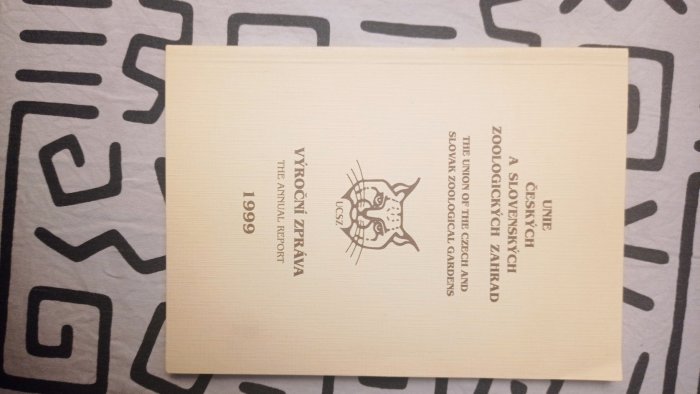 UNIE
ČESKÝCH
A SLOVENSKÝCH
ZOOLOGICKÝCH ZAHRAD
THE UNION OF THE CZECH AND
SLOVAK ZOOLOGICAL GARDENS
UCSZ
VÝROČNÍ ZPRÁVA
THE ANNUAL REPORT
1999